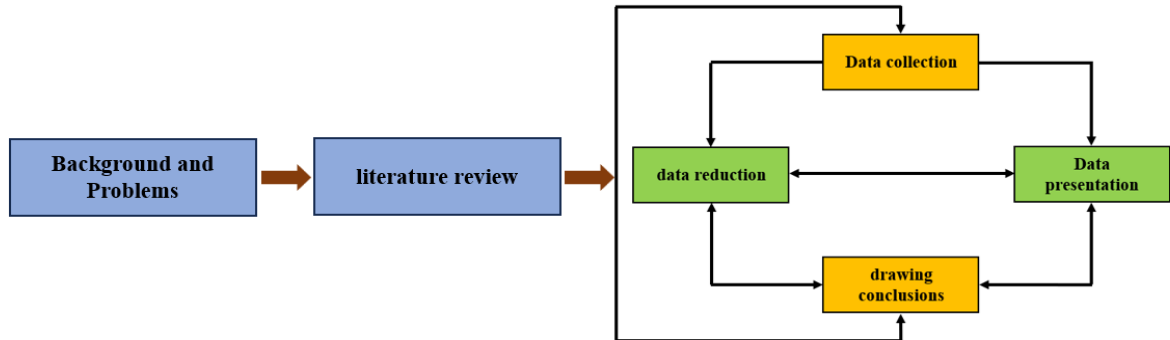 Background and
Problems
literature review
Data collection
data reduction
Data
presentation
drawing
conclusions